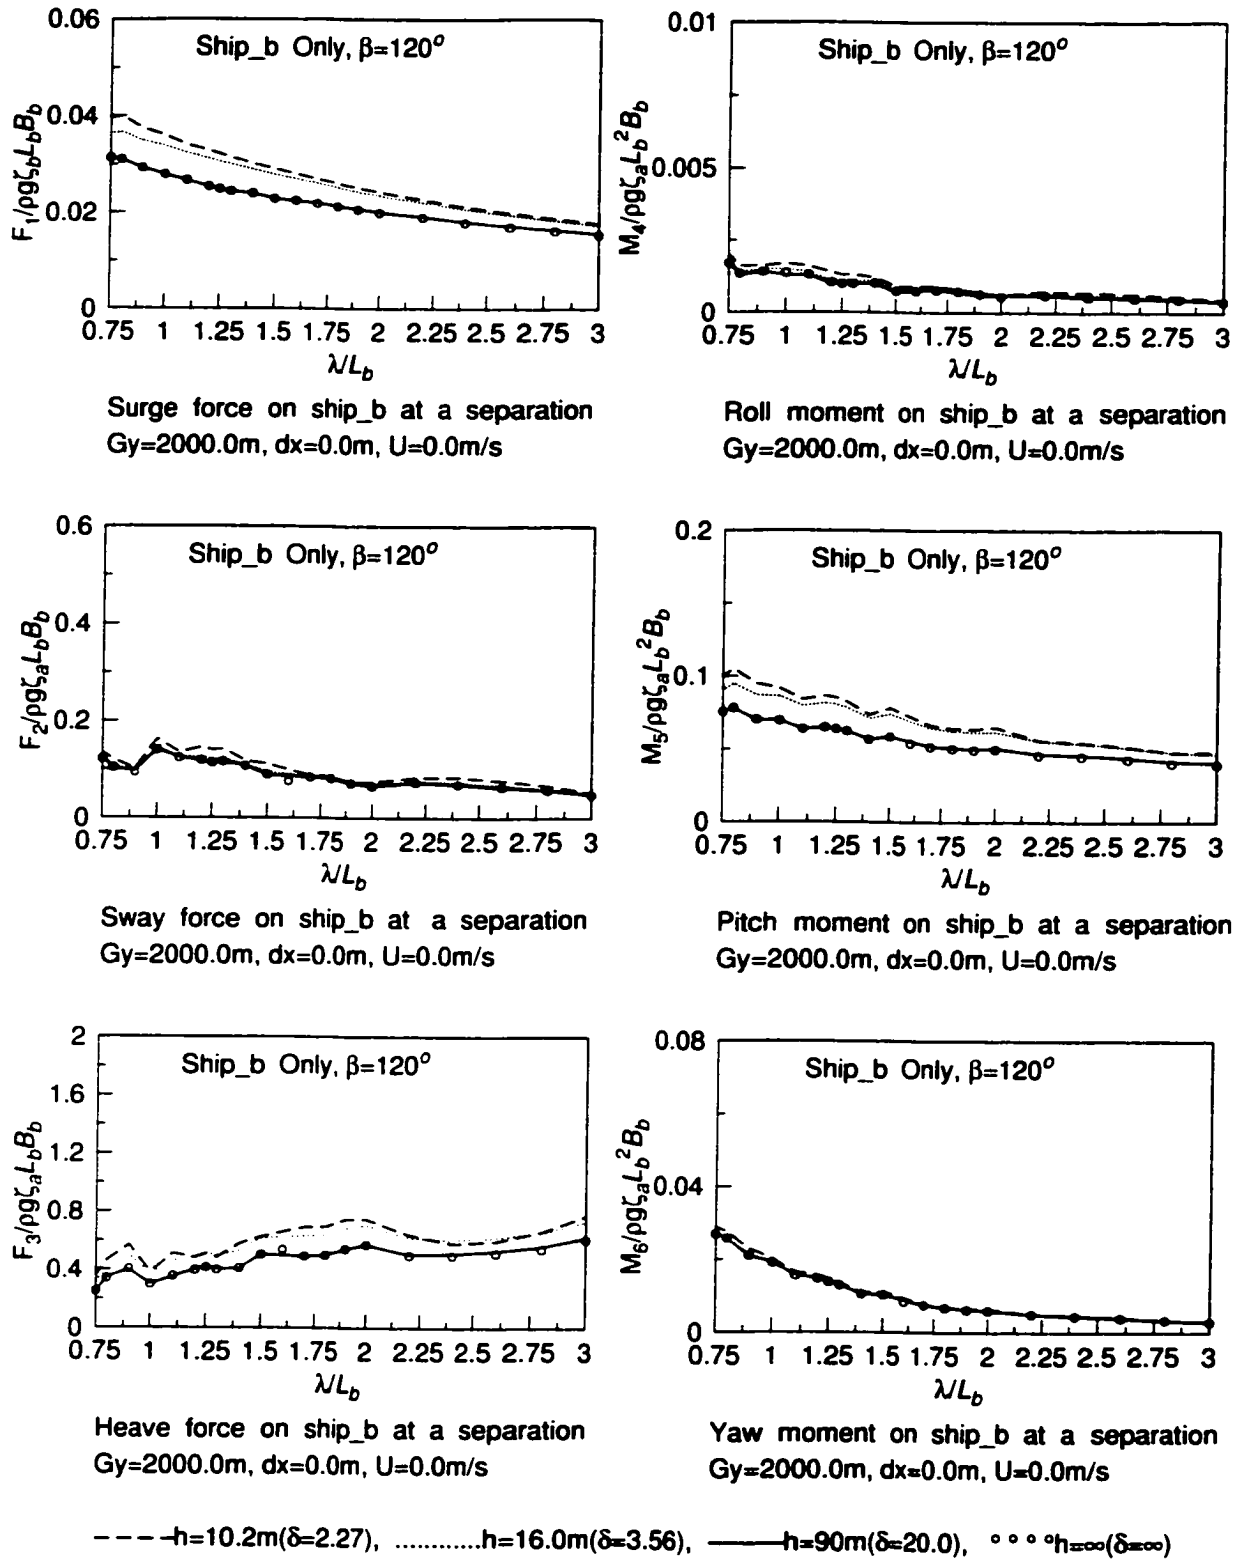 Ship_b Only, β=120°
F₁/ρgζ_bL_bB_b
0.06
0.04
0.02
0
0.75 1 1.25 1.5 1.75 2 2.25 2.5 2.75 3
λ/L_b
Surge force on ship_b at a separation
Gy=2000.0m, dx=0.0m, U=0.0m/s
Ship_b Only, β=120°
M₄/ρgζ_aL_b²B_b
0.01
0.005
0
0.75 1 1.25 1.5 1.75 2 2.25 2.5 2.75 3
λ/L_b
Roll moment on ship_b at a separation
Gy=2000.0m, dx=0.0m, U=0.0m/s
Ship_b Only, β=120°
F₂/ρgζ_aL_bB_b
0.6
0.4
0.2
0
0.75 1 1.25 1.5 1.75 2 2.25 2.5 2.75 3
λ/L_b
Sway force on ship_b at a separation
Gy=2000.0m, dx=0.0m, U=0.0m/s
Ship_b Only, β=120°
M₅/ρgζ_aL_b²B_b
0.2
0.1
0
0.75 1 1.25 1.5 1.75 2 2.25 2.5 2.75 3
λ/L_b
Pitch moment on ship_b at a separation
Gy=2000.0m, dx=0.0m, U=0.0m/s
Ship_b Only, β=120°
F₃/ρgζ_aL_bB_b
2
1.6
1.2
0.8
0.4
0
0.75 1 1.25 1.5 1.75 2 2.25 2.5 2.75 3
λ/L_b
Heave force on ship_b at a separation
Gy=2000.0m, dx=0.0m, U=0.0m/s
Ship_b Only, β=120°
M₆/ρgζ_aL_b²B_b
0.08
0.04
0
0.75 1 1.25 1.5 1.75 2 2.25 2.5 2.75 3
λ/L_b
Yaw moment on ship_b at a separation
Gy=2000.0m, dx=0.0m, U=0.0m/s
h=10.2m(δ=2.27), h=16.0m(δ=3.56), h=90m(δ=20.0), h=∞(δ=∞)